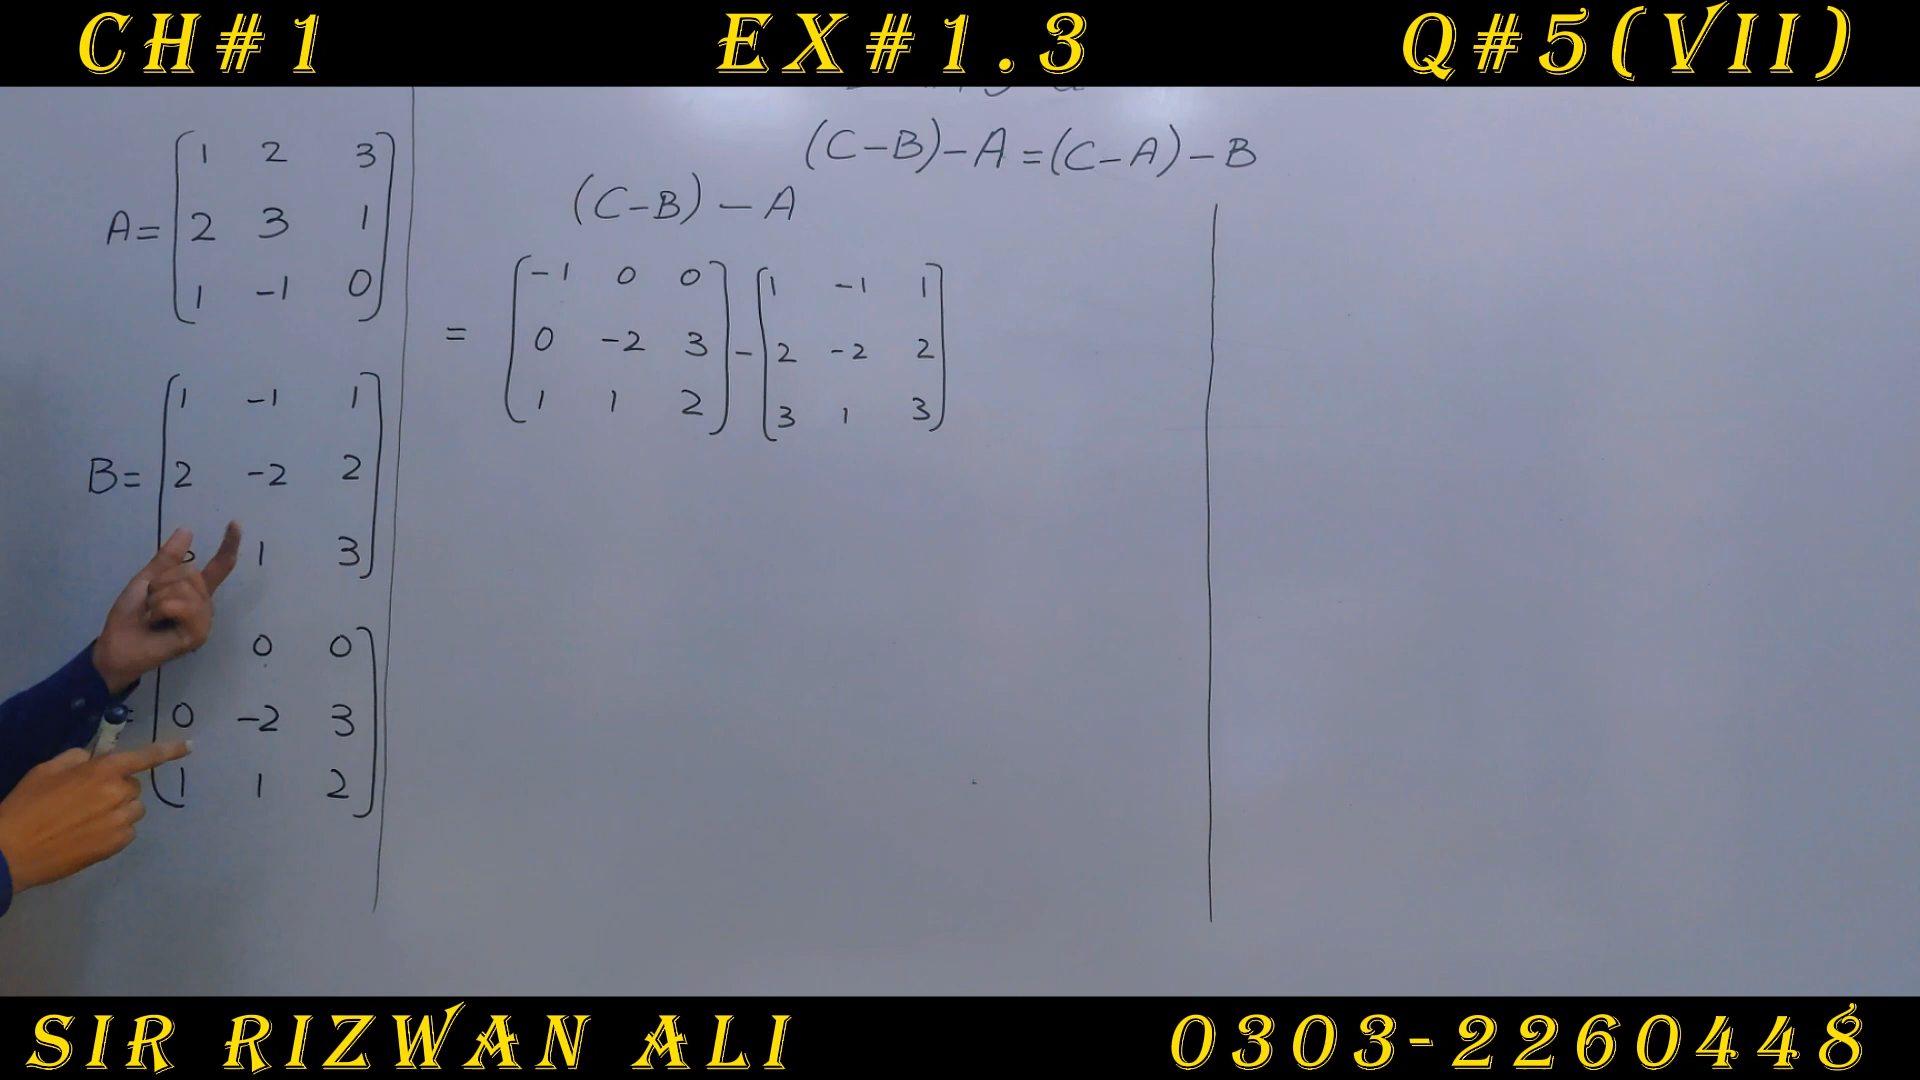 CH#1 EX#1.3 Q#5(VII)
(C-B)-A=(C-A)-B
(C-B)-A
1 2 3
A= 2 3 1
1 -1 0
= -1 0 0 - 1 -1 1
0 -2 3 2 -2 2
1 1 2 3 1 3
1 -1 1
B= 2 -2 2
1 3
0 0
= 0 -2 3
1 1 2
SIR RIZWAN ALI 0303-2260448